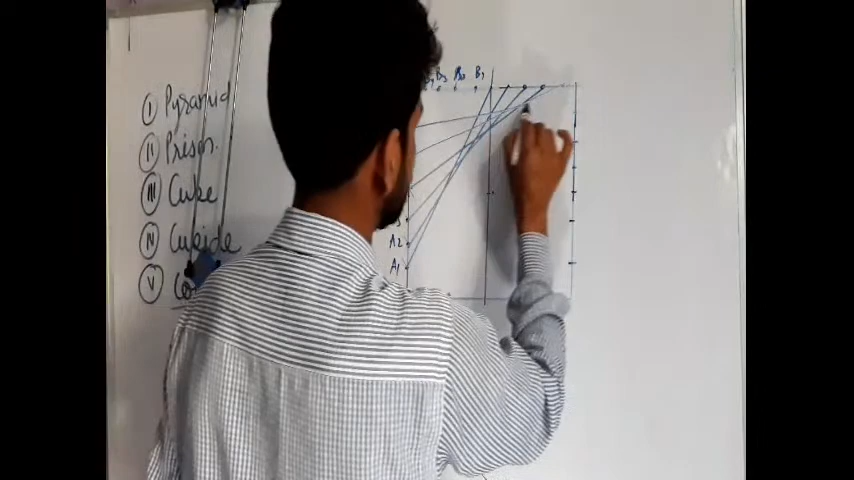 B3 B2 B1
I Pyramid
II Prism
III Cube
IV Cuboid
V
A2
A1